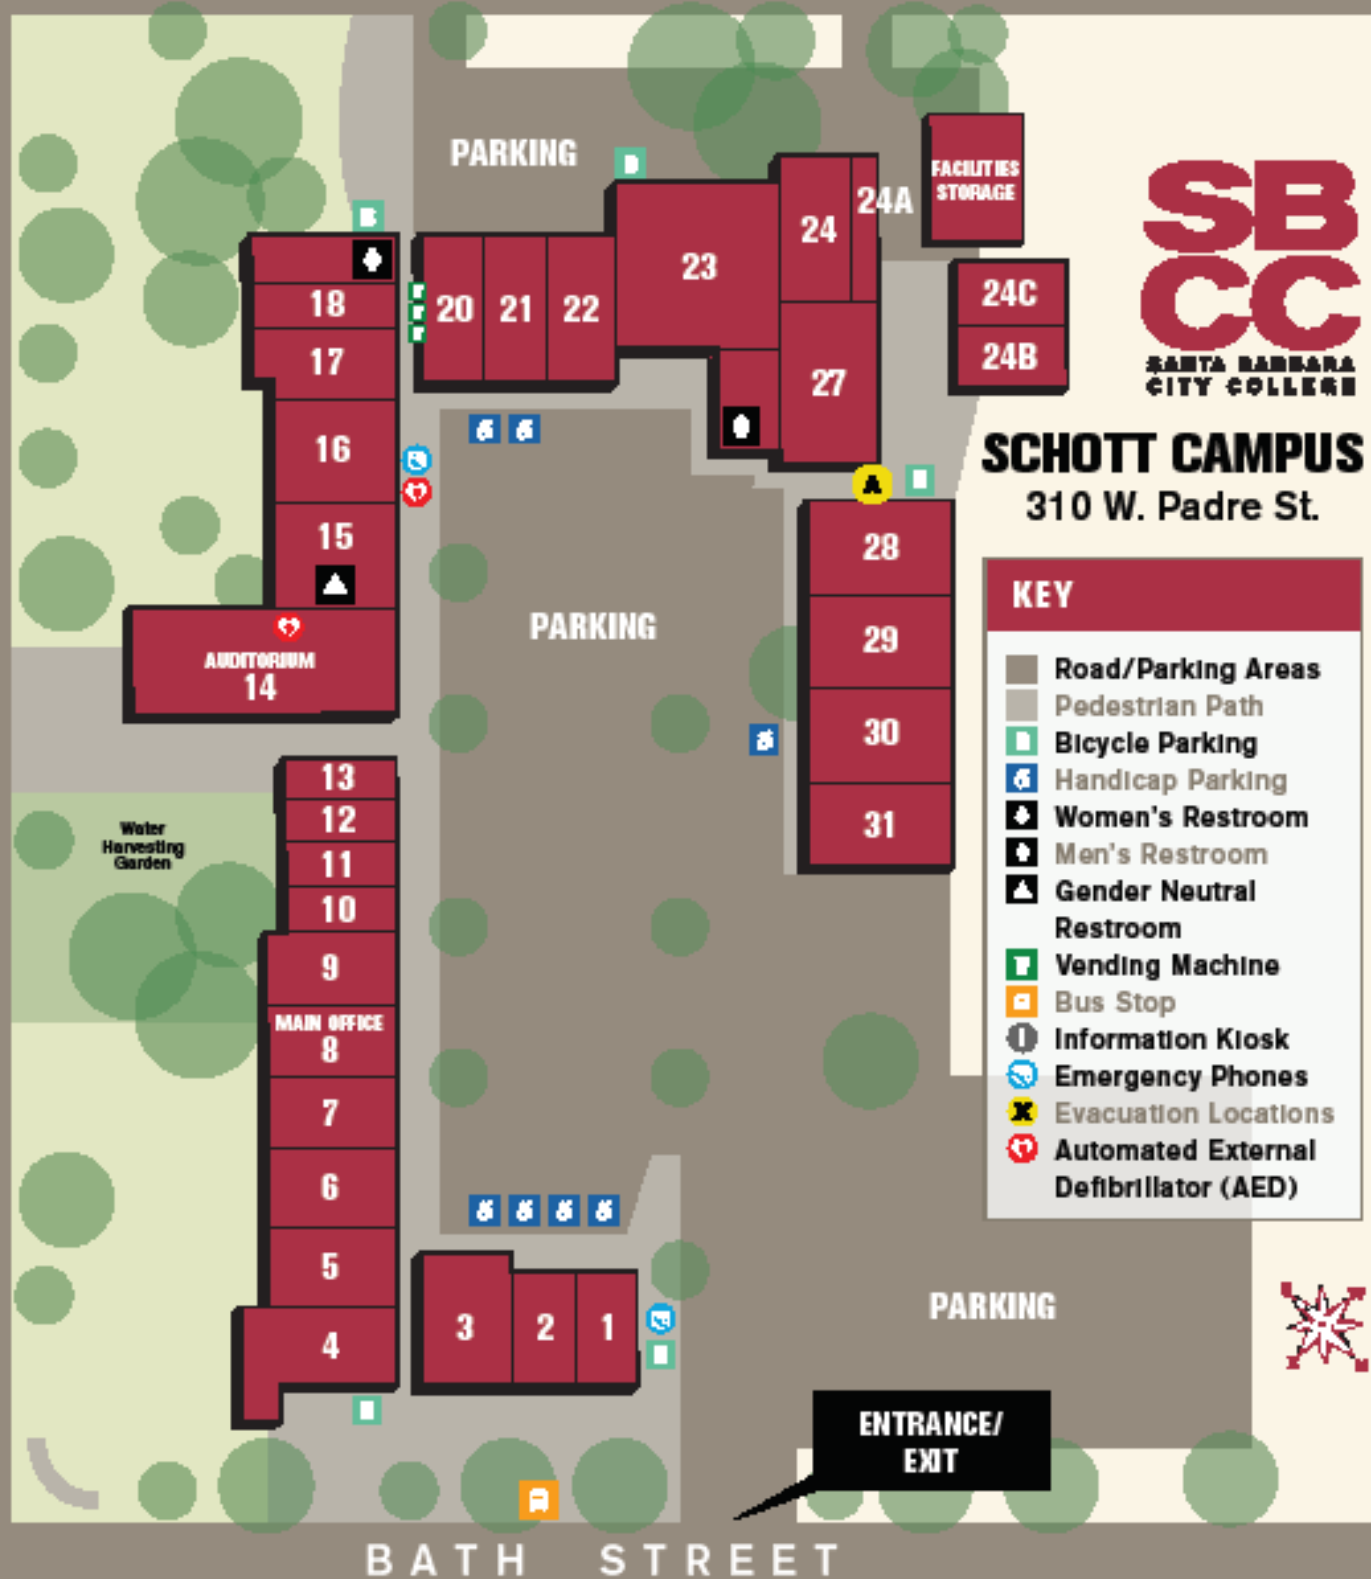 PARKING
FACILITIES
STORAGE
24A
24
23
18
20
21
22
24C
24B
17
27
16
15
SBCC
SANTA BARBARA
CITY COLLEGE
SCHOTT CAMPUS
310 W. Padre St.
28
PARKING
29
AUDITORIUM
14
30
31
13
12
11
10
Water
Harvesting
Garden
9
MAIN OFFICE
8
7
6
5
4
3
2
1
KEY
Road/Parking Areas
Pedestrian Path
Bicycle Parking
Handicap Parking
Women's Restroom
Men's Restroom
Gender Neutral
Restroom
Vending Machine
Bus Stop
Information Kiosk
Emergency Phones
Evacuation Locations
Automated External
Defibrillator (AED)
PARKING
ENTRANCE/
EXIT
BATH STREET